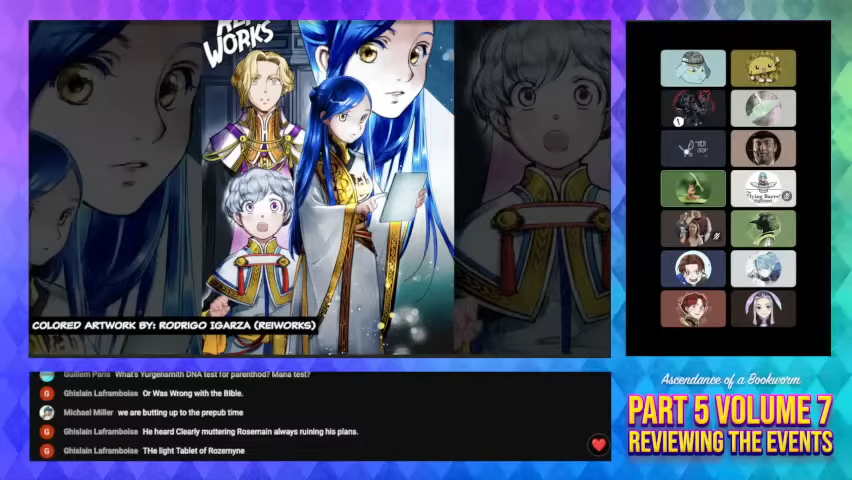 REI
WORKS
COLORED ARTWORK BY: RODRIGO IGARZA (REIWORKS)
Guillem Paris What's Yurgensmith DNA test for parenthod? Mana test?
G Ghislain Laframboise Or Was Wrong with the BIble.
Michael Miller we are butting up to the prepub time
G Ghislain Laframboise He heard Clearly muttering Rosemain always ruining his plans.
G Ghislain Laframboise THe light Tablet of Rozemyne
Ascendance of a Bookworm
PART 5 VOLUME 7
REVIEWING THE EVENTS